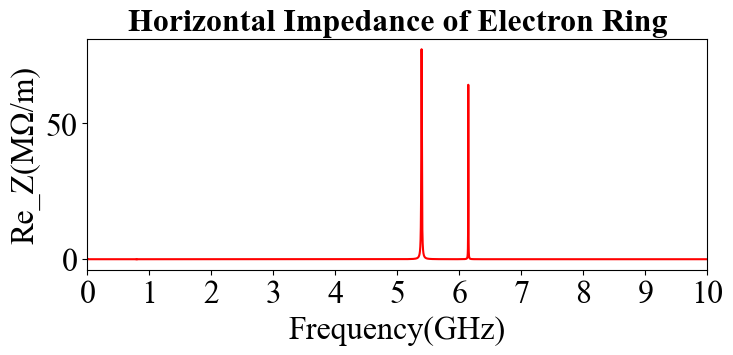 Horizontal Impedance of Electron Ring
Re_Z(MΩ/m)
50
0
0 1 2 3 4 5 6 7 8 9 10
Frequency(GHz)